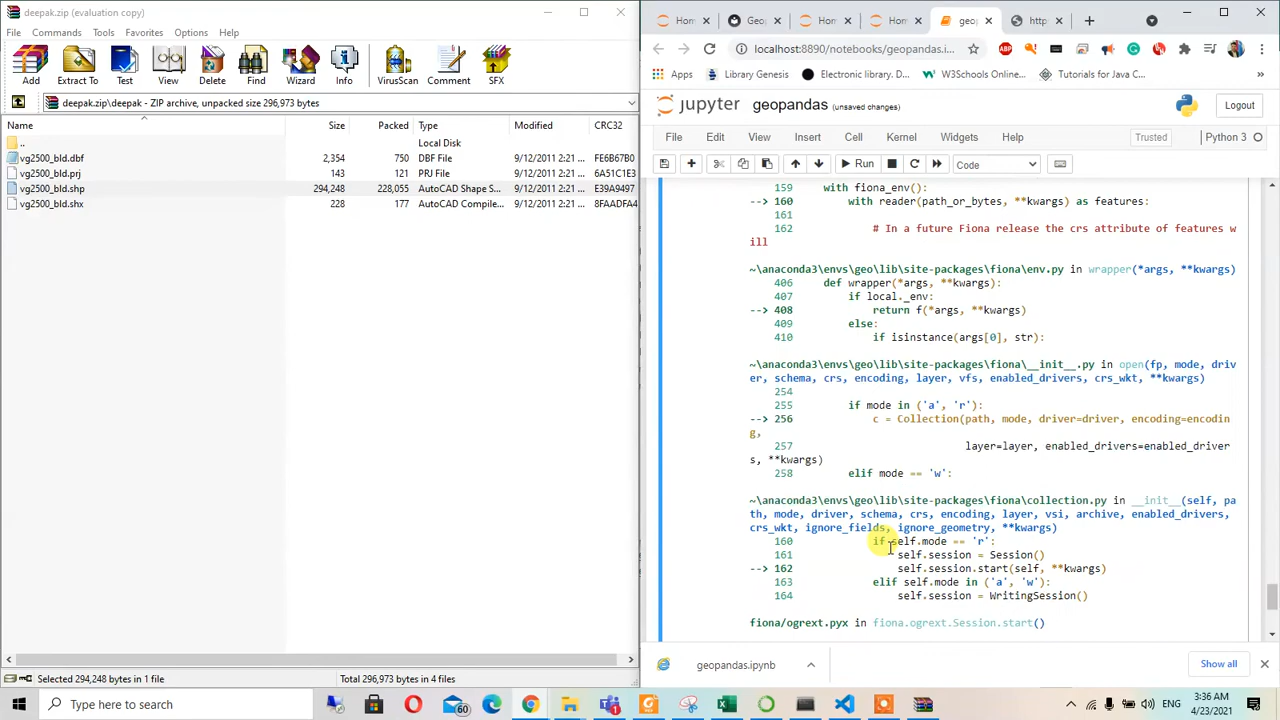 deepak.zip (evaluation copy)
File Commands Tools Favorites Options Help
Add Extract To View Delete Find Wizard Info VirusScan Comment SFX
deepak.zip\deepak - ZIP archive, unpacked size 296,973 bytes
Name Size Packed Type Modified CRC32
.. Local Disk
vg2500_bld.dbf 2,354 750 DBF File 9/12/2011 2:21 ... FE6B67B0
vg2500_bld.prj 143 121 PRJ File 9/12/2011 2:21 ... 6A51C1E3
vg2500_bld.shp 294,248 228,055 AutoCAD Shape S... 9/12/2011 2:21 ... E39A9497
vg2500_bld.shx 228 177 AutoCAD Compile... 9/12/2011 2:21 ... 8FAADFA4
Selected 294,248 bytes in 1 file Total 296,973 bytes in 4 files
Hom Geo Hom Hom geo http
localhost:8890/notebooks/geopandas.i...
Apps Library Genesis Electronic library. D... W3Schools Online... Tutorials for Java C... »
jupyter geopandas (unsaved changes) Logout
File Edit View Insert Cell Kernel Widgets Help Trusted Python 3
Run Code
159 with fiona_env():
--> 160 with reader(path_or_bytes, **kwargs) as features:
161
162 # In a future Fiona release the crs attribute of features w
ill
~\anaconda3\envs\geo\lib\site-packages\fiona\env.py in wrapper(*args, **kwargs)
406 def wrapper(*args, **kwargs):
407 if local._env:
--> 408 return f(*args, **kwargs)
409 else:
410 if isinstance(args[0], str):
~\anaconda3\envs\geo\lib\site-packages\fiona\__init__.py in open(fp, mode, driv
er, schema, crs, encoding, layer, vfs, enabled_drivers, crs_wkt, **kwargs)
254
255 if mode in ('a', 'r'):
--> 256 c = Collection(path, mode, driver=driver, encoding=encodin
g,
257 layer=layer, enabled_drivers=enabled_driver
s, **kwargs)
258 elif mode == 'w':
~\anaconda3\envs\geo\lib\site-packages\fiona\collection.py in __init__(self, pa
th, mode, driver, schema, crs, encoding, layer, vsi, archive, enabled_drivers,
crs_wkt, ignore_fields, ignore_geometry, **kwargs)
160 if self.mode == 'r':
161 self.session = Session()
--> 162 self.session.start(self, **kwargs)
163 elif self.mode in ('a', 'w'):
164 self.session = WritingSession()
fiona/ogrext.pyx in fiona.ogrext.Session.start()
geopandas.ipynb Show all
Type here to search 60 3:36 AM
4/23/2021